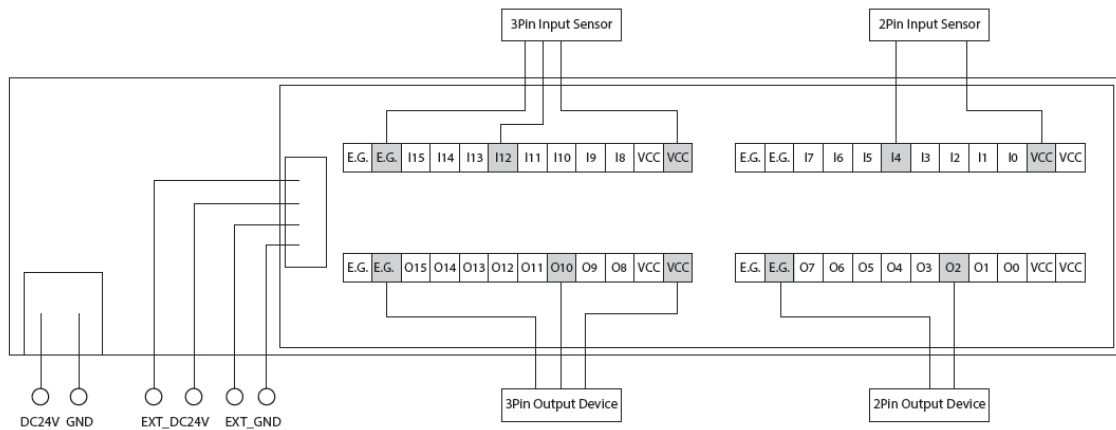 3Pin Input Sensor 2Pin Input Sensor
E.G. E.G. I15 I14 I13 I12 I11 I10 I9 I8 VCC VCC E.G. E.G. I7 I6 I5 I4 I3 I2 I1 I0 VCC VCC
E.G. E.G. O15 O14 O13 O12 O11 O10 O9 O8 VCC VCC E.G. E.G. O7 O6 O5 O4 O3 O2 O1 O0 VCC VCC
3Pin Output Device 2Pin Output Device
DC24V GND EXT_DC24V EXT_GND